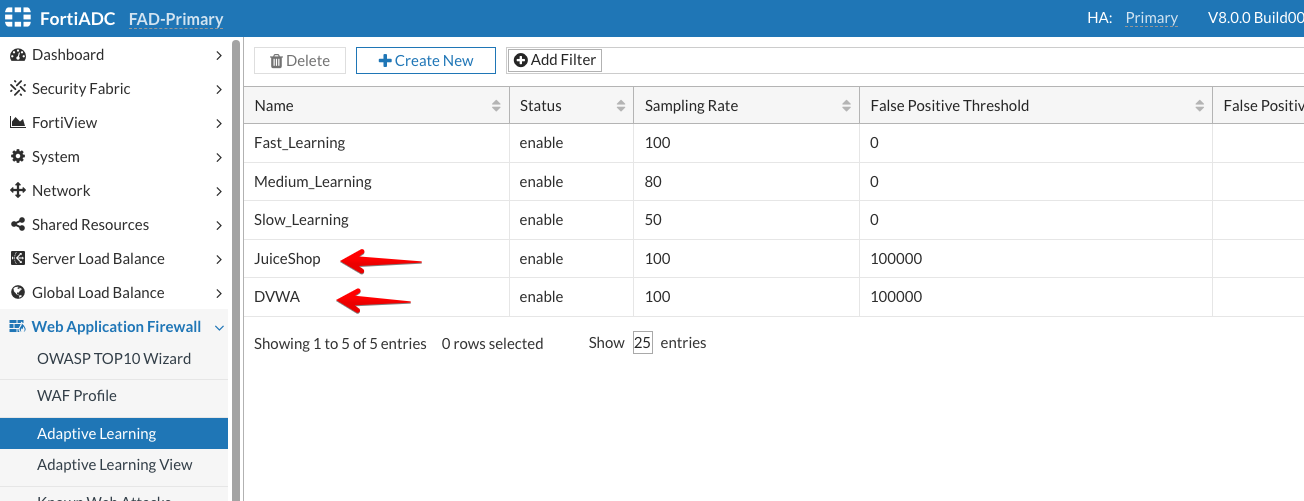 FortiADC FAD-Primary HA: Primary V8.0.0 Build00
Dashboard
Security Fabric
FortiView
System
Network
Shared Resources
Server Load Balance
Global Load Balance
Web Application Firewall
OWASP TOP10 Wizard
WAF Profile
Adaptive Learning
Adaptive Learning View
Known Web Attacks
Delete Create New Add Filter
Name Status Sampling Rate False Positive Threshold False Positiv
Fast_Learning enable 100 0
Medium_Learning enable 80 0
Slow_Learning enable 50 0
JuiceShop enable 100 100000
DVWA enable 100 100000
Showing 1 to 5 of 5 entries 0 rows selected Show 25 entries